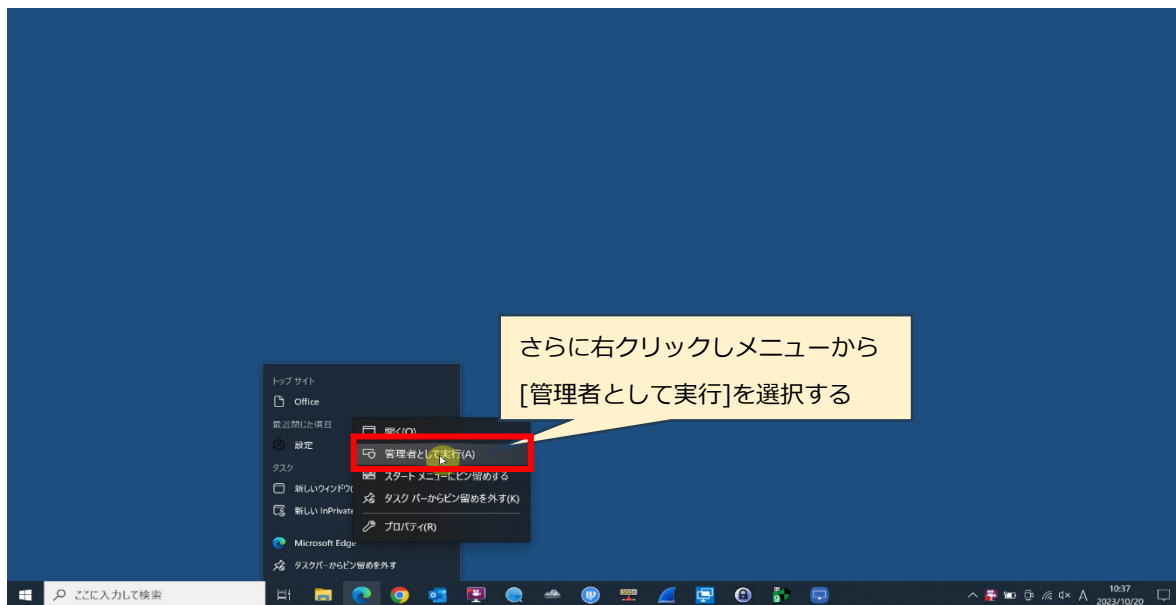 さらに右クリックしメニューから
[管理者として実行]を選択する
トップ サイト
Office
最近閉じた項目
設定
タスク
新しいウィンドウ(
新しい InPrivate
Microsoft Edge
タスクバーからピン留めを外す
開く(O)
管理者として実行(A)
スタート メニューにピン留めする
タスク バーからピン留めを外す(K)
プロパティ(R)
ここに入力して検索
A
10:37
2023/10/20